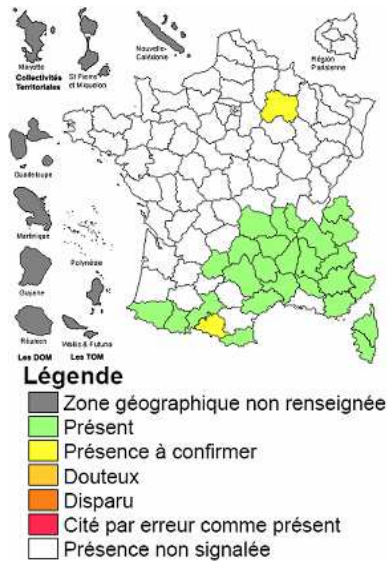 Mayotte
Collectivités
Territoriales
St Pierre
et Miquelon
Nouvelle-
Calédonie
Région
Parisienne
Guadeloupe
Martinique
Polynésie
Guyane
Réunion
Wallis & Futuna
Les DOM
Les TOM
Légende
Zone géographique non renseignée
Présent
Présence à confirmer
Douteux
Disparu
Cité par erreur comme présent
Présence non signalée